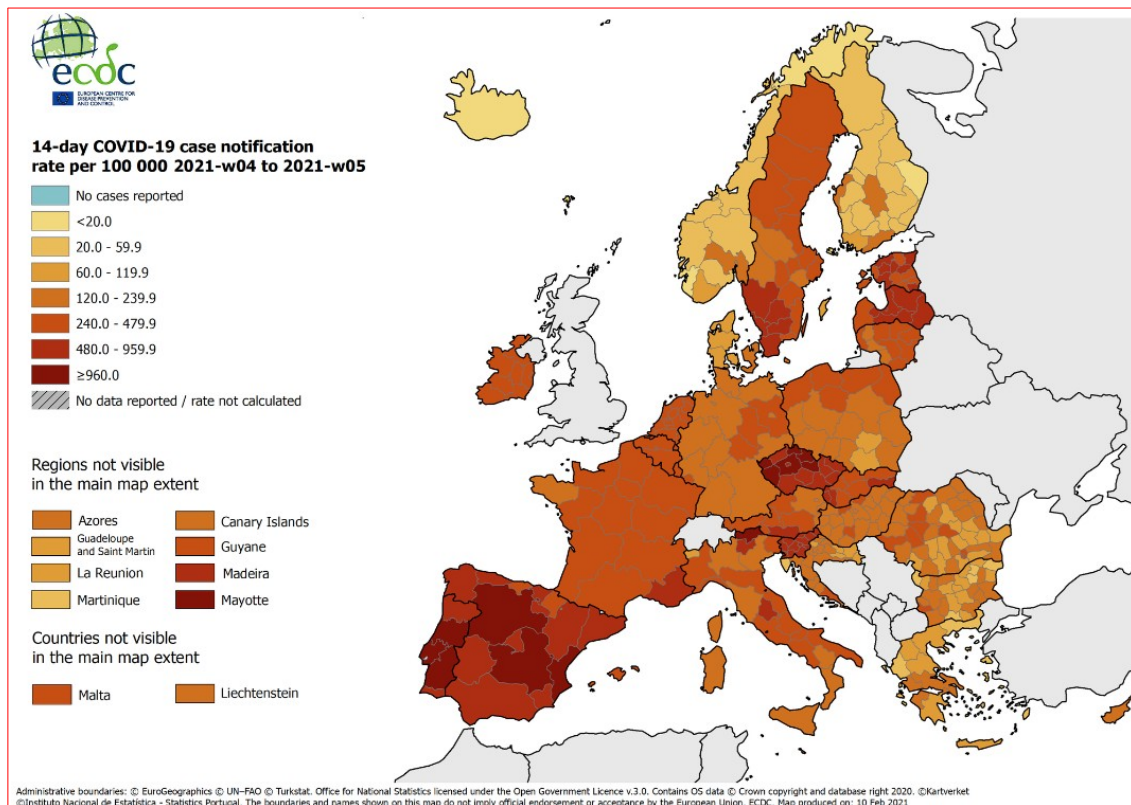 ecdc
EUROPEAN CENTRE FOR
DISEASE PREVENTION
AND CONTROL
14-day COVID-19 case notification
rate per 100 000 2021-w04 to 2021-w05
No cases reported
<20.0
20.0 - 59.9
60.0 - 119.9
120.0 - 239.9
240.0 - 479.9
480.0 - 959.9
≥960.0
No data reported / rate not calculated
Regions not visible
in the main map extent
Azores
Canary Islands
Guadeloupe
and Saint Martin
Guyane
La Reunion
Madeira
Martinique
Mayotte
Countries not visible
in the main map extent
Malta
Liechtenstein
Administrative boundaries: © EuroGeographics © UN–FAO © Turkstat. Office for National Statistics licensed under the Open Government Licence v.3.0. Contains OS data © Crown copyright and database right 2020. ©Kartverket
©Instituto Nacional de Estatística - Statistics Portugal. The boundaries and names shown on this map do not imply official endorsement or acceptance by the European Union. ECDC. Map produced on: 10 Feb 2021